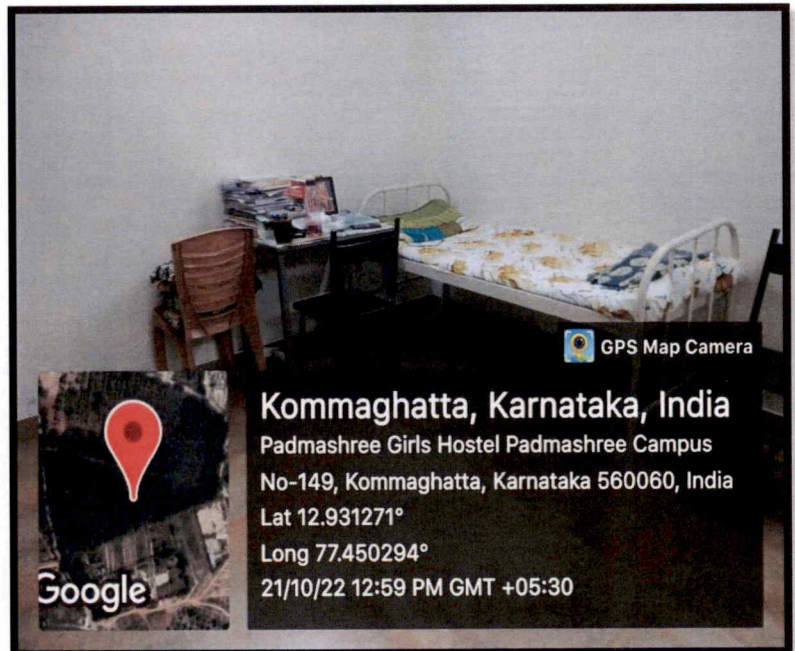 GPS Map Camera
Kommaghatta, Karnataka, India
Padmashree Girls Hostel Padmashree Campus
No-149, Kommaghatta, Karnataka 560060, India
Lat 12.931271°
Long 77.450294°
21/10/22 12:59 PM GMT +05:30
Google